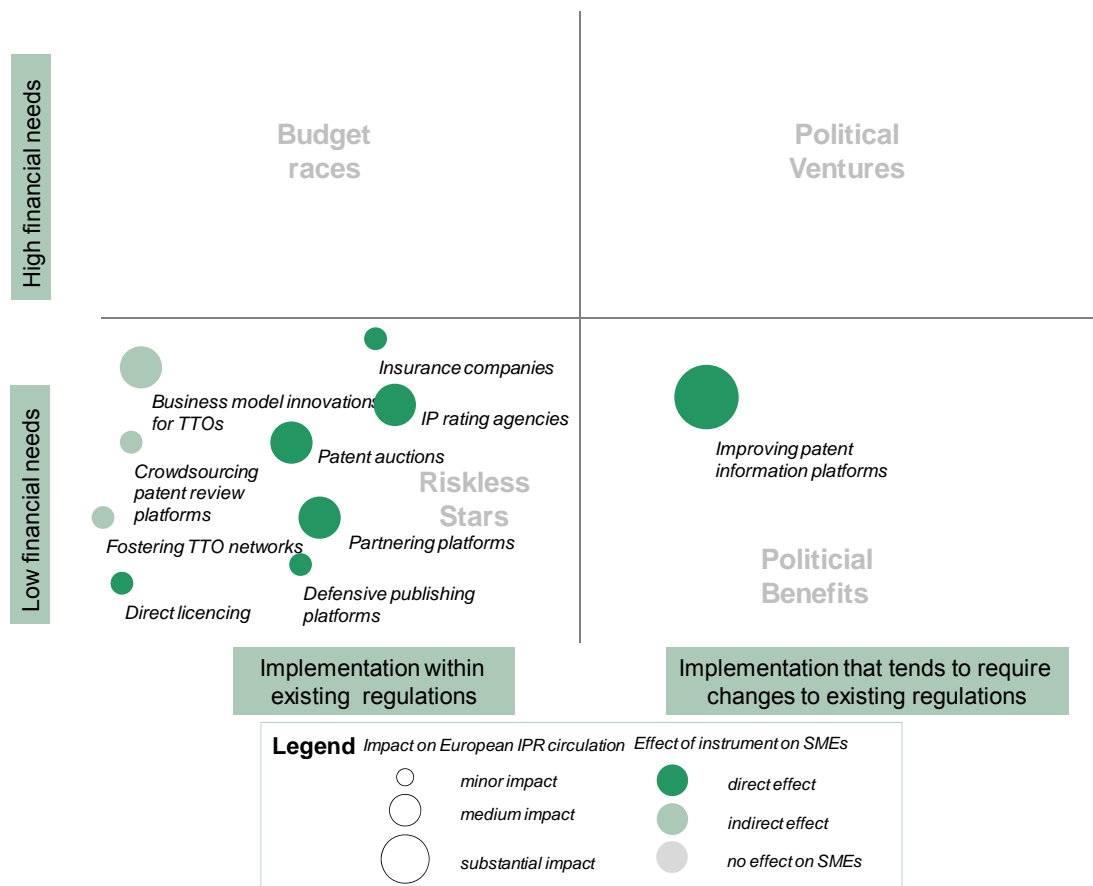 High financial needs
Budget
races
Political
Ventures
Low financial needs
Insurance companies
Business model innovations
for TTOs
IP rating agencies
Patent auctions
Crowdsourcing
patent review
platforms
Riskless
Stars
Fostering TTO networks
Partnering platforms
Direct licencing
Defensive publishing
platforms
Improving patent
information platforms
Politicial
Benefits
Implementation within
existing regulations
Implementation that tends to require
changes to existing regulations
Legend
Impact on European IPR circulation
Effect of instrument on SMEs
minor impact
direct effect
medium impact
indirect effect
substantial impact
no effect on SMEs